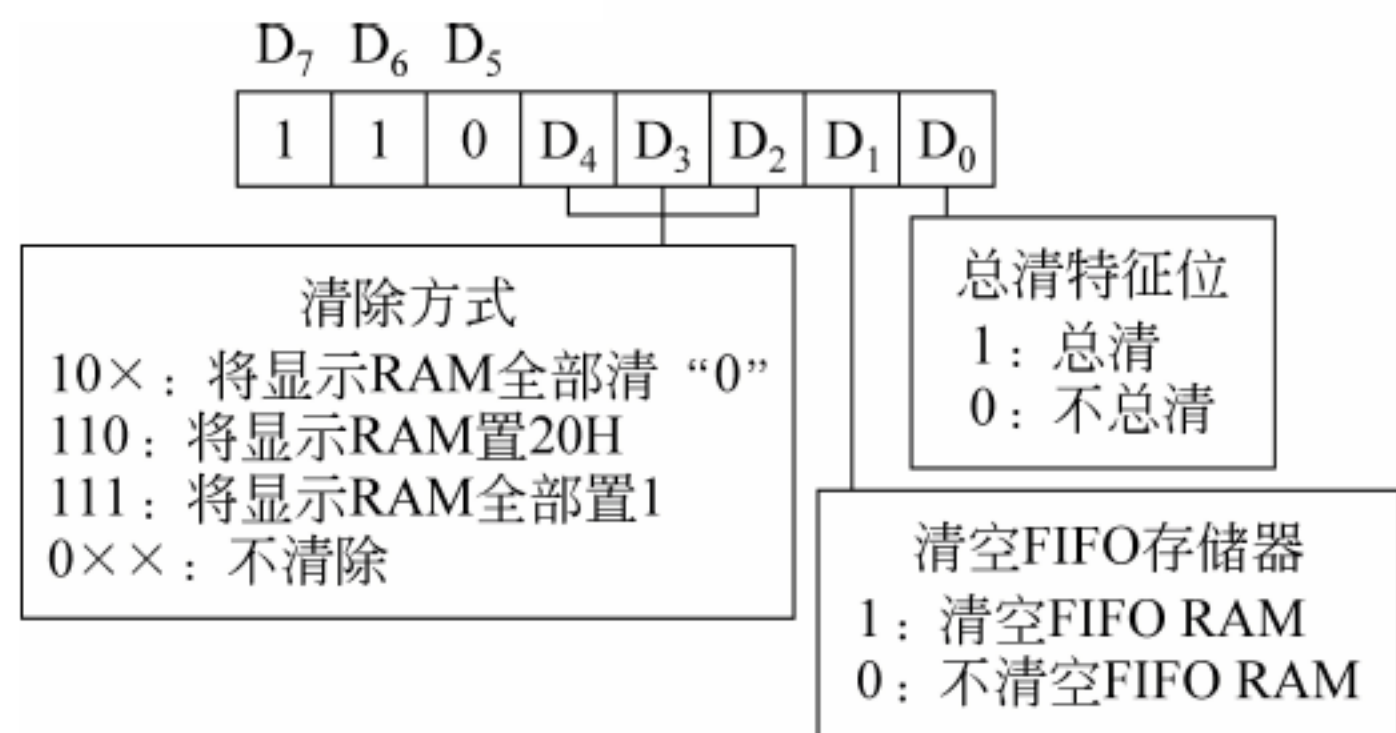 D₇ D₆ D₅
1 1 0 D₄ D₃ D₂ D₁ D₀
清除方式
10×：将显示RAM全部清“0”
110：将显示RAM置20H
111：将显示RAM全部置1
0××：不清除
总清特征位
1：总清
0：不总清
清空FIFO存储器
1：清空FIFO RAM
0：不清空FIFO RAM